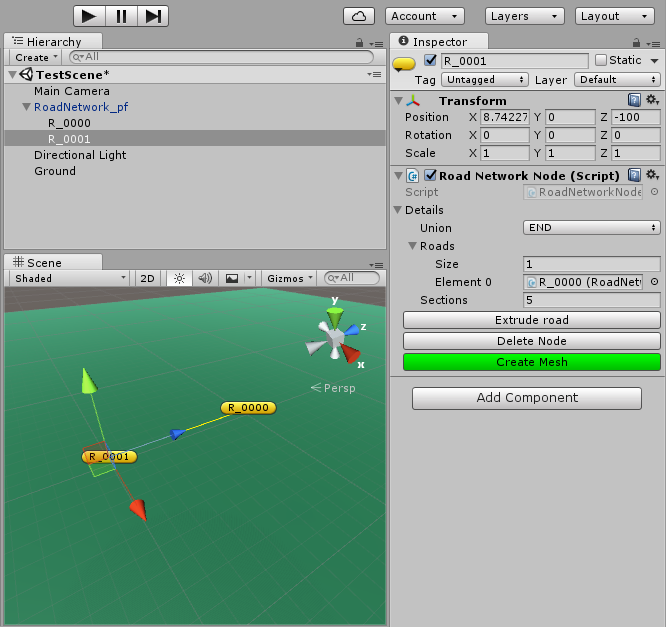 Account
Layers
Layout
Hierarchy
Create
All
TestScene*
Main Camera
RoadNetwork_pf
R_0000
R_0001
Directional Light
Ground
Scene
Shaded
2D
Gizmos
All
y
z
x
Persp
R_0000
R_0001
Inspector
R_0001
Static
Tag Untagged Layer Default
Transform
Position X 8.74227 Y 0 Z -100
Rotation X 0 Y 0 Z 0
Scale X 1 Y 1 Z 1
Road Network Node (Script)
Script RoadNetworkNode
Details
Union END
Roads
Size 1
Element 0 R_0000 (RoadNet
Sections 5
Extrude road
Delete Node
Create Mesh
Add Component